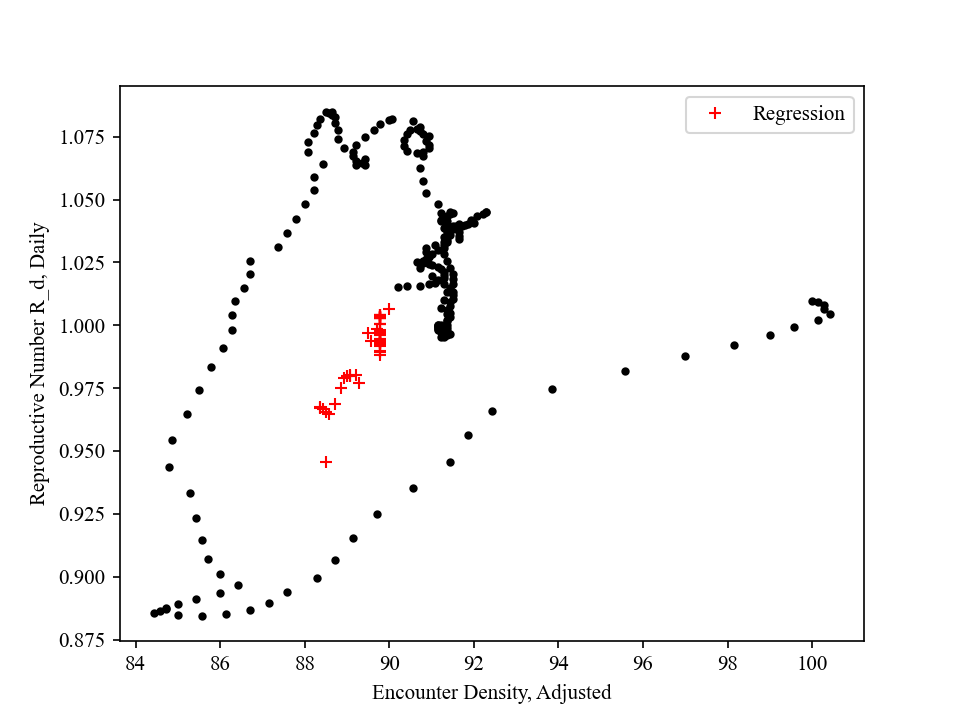 Regression
1.075
1.050
1.025
1.000
0.975
0.950
0.925
0.900
0.875
Reproductive Number R_d, Daily
84 86 88 90 92 94 96 98 100
Encounter Density, Adjusted